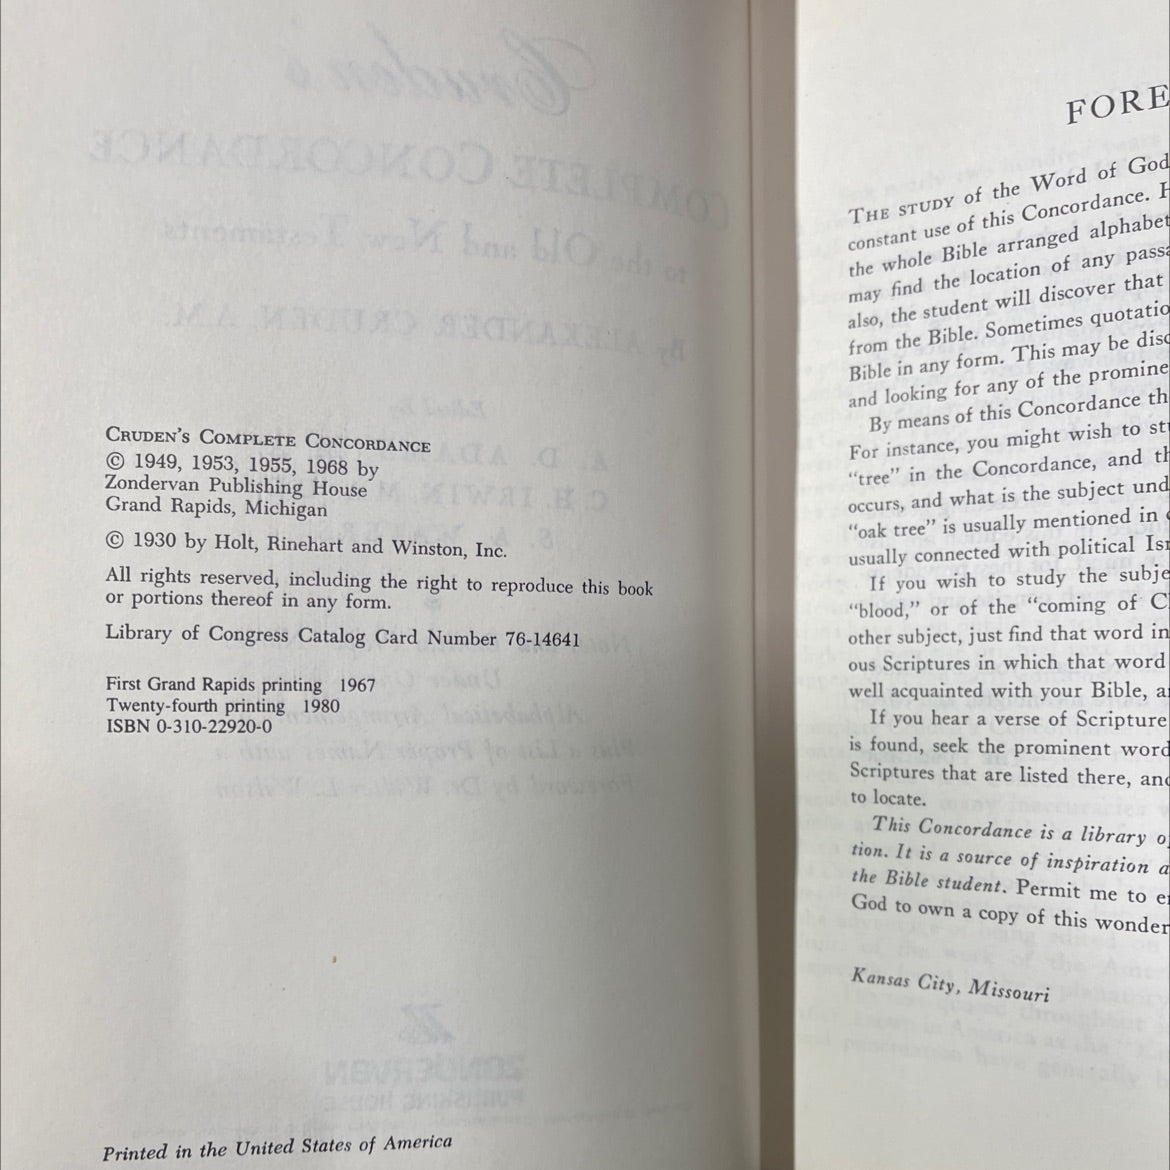 CRUDEN'S COMPLETE CONCORDANCE
© 1949, 1953, 1955, 1968 by
Zondervan Publishing House
Grand Rapids, Michigan
© 1930 by Holt, Rinehart and Winston, Inc.
All rights reserved, including the right to reproduce this book
or portions thereof in any form.
Library of Congress Catalog Card Number 76-14641
First Grand Rapids printing 1967
Twenty-fourth printing 1980
ISBN 0-310-22920-0
Printed in the United States of America
FORE
THE STUDY of the Word of God
constant use of this Concordance.
the whole Bible arranged alphabet
may find the location of any passa
also, the student will discover that
from the Bible. Sometimes quotatio
Bible in any form. This may be disc
and looking for any of the promine
By means of this Concordance th
For instance, you might wish to stu
"tree" in the Concordance, and th
occurs, and what is the subject und
"oak tree" is usually mentioned in
usually connected with political Isr
If you wish to study the subje
"blood," or of the "coming of C
other subject, just find that word in
ous Scriptures in which that word
well acquainted with your Bible, a
If you hear a verse of Scripture
is found, seek the prominent word
Scriptures that are listed there, and
to locate.
This Concordance is a library o
tion. It is a source of inspiration a
the Bible student. Permit me to e
God to own a copy of this wonder
Kansas City, Missouri